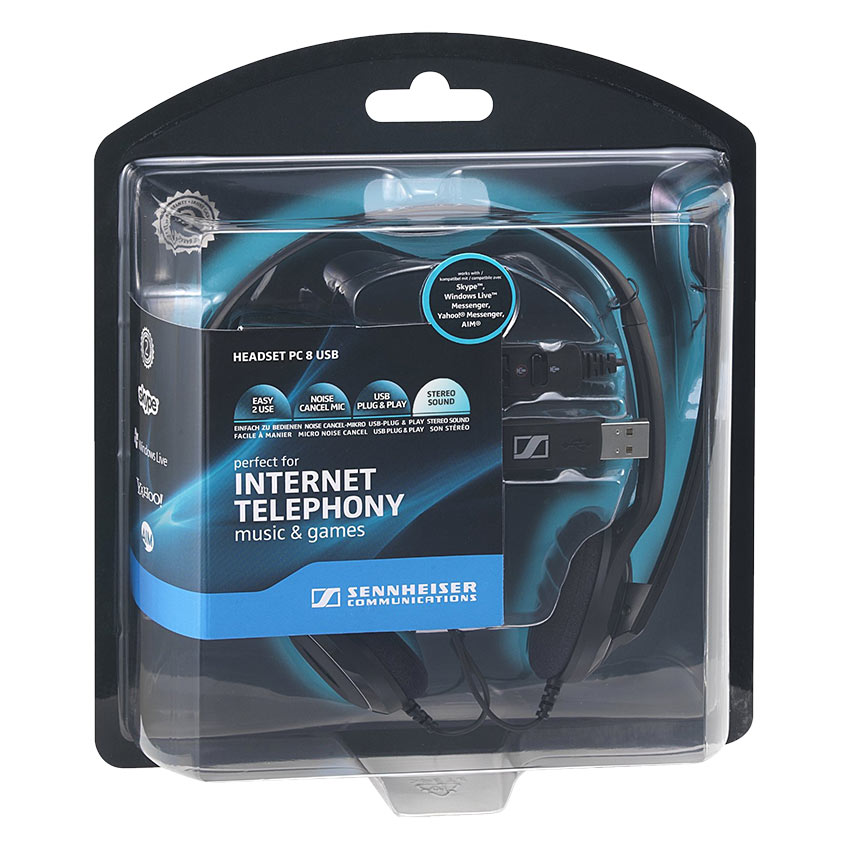 works with /
kompatibel mit / compatible avec
Skype™,
Windows Live™
Messenger,
Yahoo!® Messenger,
AIM®
HEADSET PC 8 USB
EASY
2 USE
NOISE
CANCEL MIC
USB
PLUG & PLAY
STEREO
SOUND
EINFACH ZU BEDIENEN NOISE CANCEL-MIKRO USB-PLUG & PLAY STEREO SOUND
FACILE À MANIER MICRO NOISE CANCEL USB PLUG & PLAY SON STÉRÉO
perfect for
INTERNET
TELEPHONY
music & games
SENNHEISER
COMMUNICATIONS
2
skype
Windows Live
YAHOO!
AIM